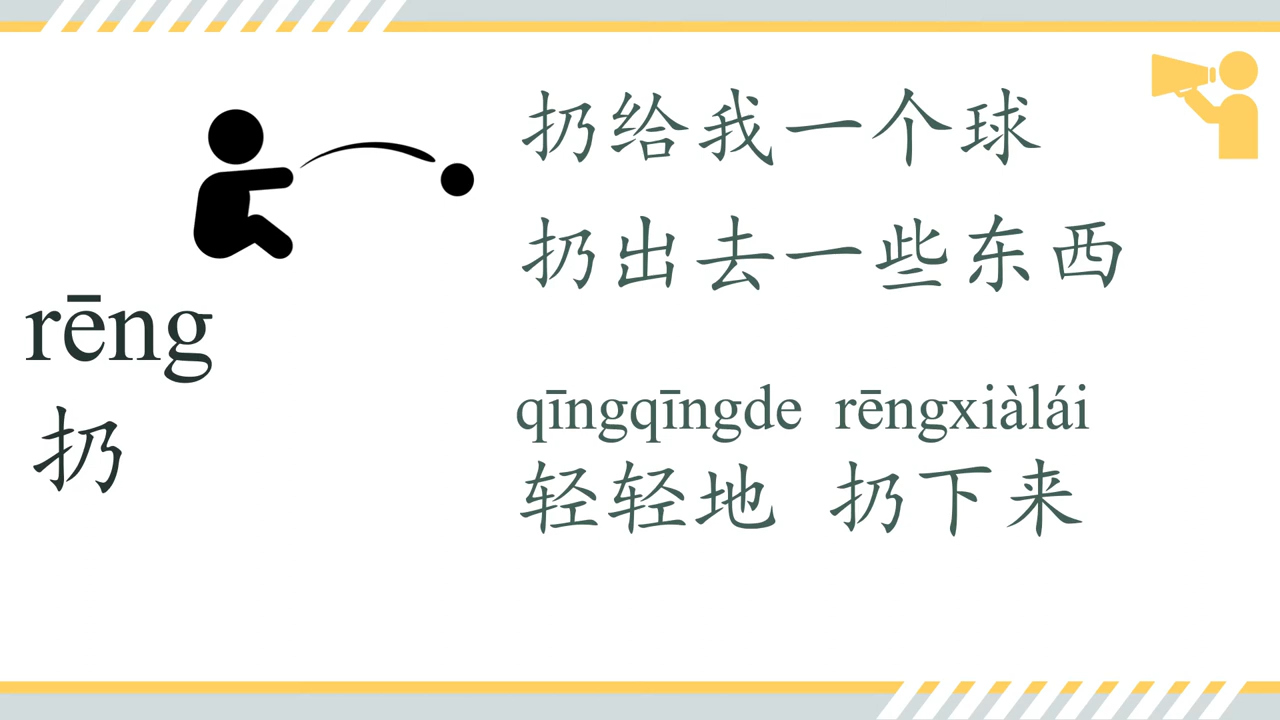 rēng
扔
扔给我一个球
扔出去一些东西
qīngqīngde rēngxiàlái
轻轻地 扔下来